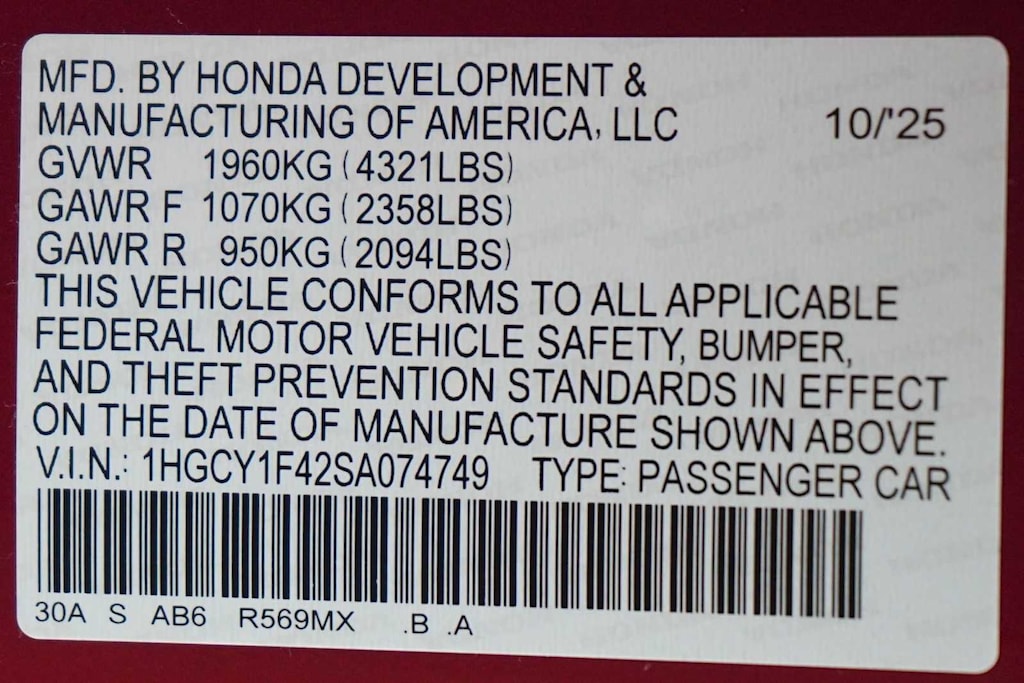 MFD. BY HONDA DEVELOPMENT &
MANUFACTURING OF AMERICA, LLC 10/'25
GVWR 1960KG (4321LBS)
GAWR F 1070KG (2358LBS)
GAWR R 950KG (2094LBS)
THIS VEHICLE CONFORMS TO ALL APPLICABLE
FEDERAL MOTOR VEHICLE SAFETY, BUMPER,
AND THEFT PREVENTION STANDARDS IN EFFECT
ON THE DATE OF MANUFACTURE SHOWN ABOVE.
V.I.N.: 1HGCY1F42SA074749 TYPE: PASSENGER CAR
30A S AB6 R569MX .B .A